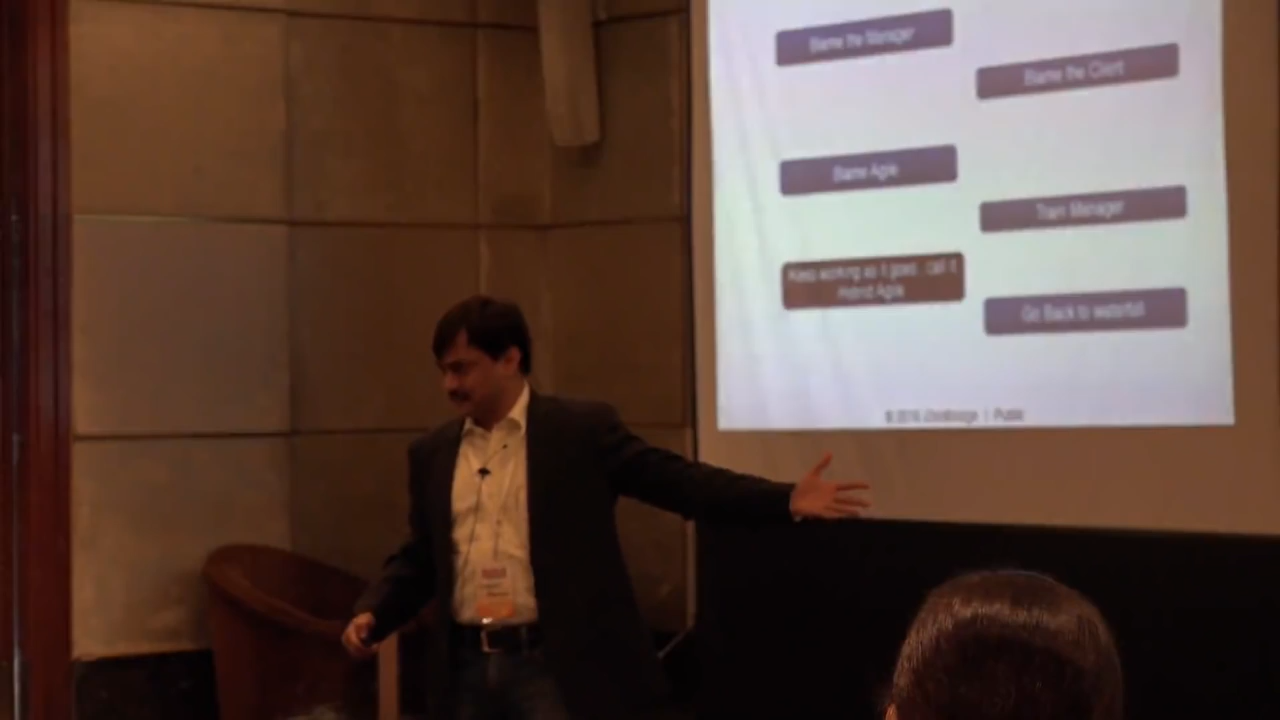 Blame the Manager
Blame the Client
Blame Agile
Train Manager
Keep working as it goes, call it
Hybrid Agile
Go Back to waterfall
| Public